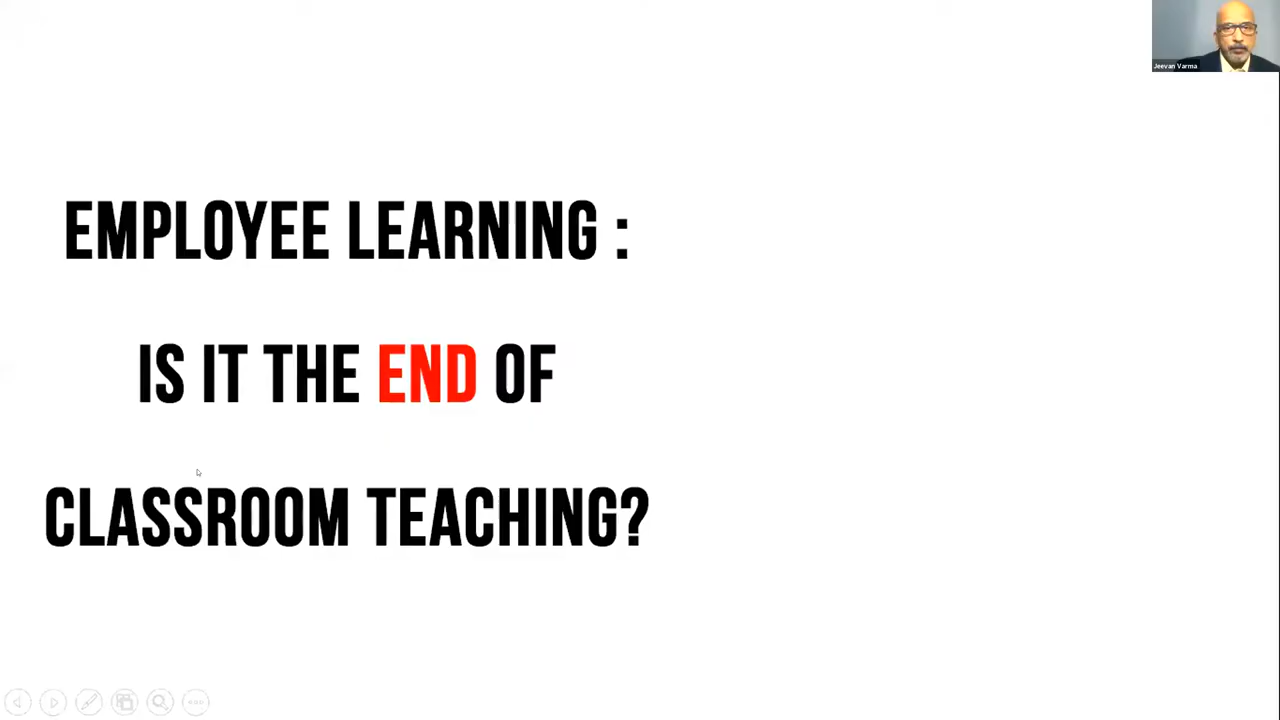 Jeevan Varma
EMPLOYEE LEARNING :
IS IT THE END OF
CLASSROOM TEACHING?